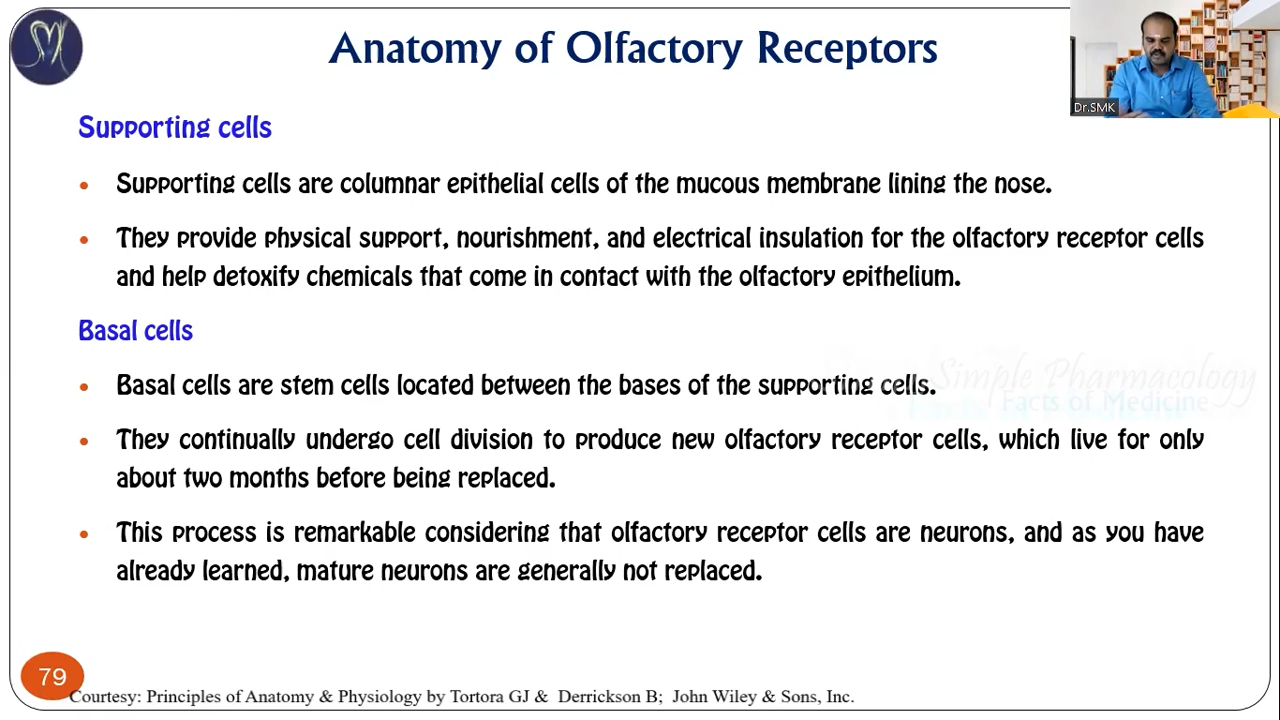 Anatomy of Olfactory Receptors
Dr.SMK
Supporting cells
• Supporting cells are columnar epithelial cells of the mucous membrane lining the nose.
• They provide physical support, nourishment, and electrical insulation for the olfactory receptor cells
and help detoxify chemicals that come in contact with the olfactory epithelium.
Basal cells
Simple Pharmacology
Facts of Medicine
• Basal cells are stem cells located between the bases of the supporting cells.
• They continually undergo cell division to produce new olfactory receptor cells, which live for only
about two months before being replaced.
• This process is remarkable considering that olfactory receptor cells are neurons, and as you have
already learned, mature neurons are generally not replaced.
79
Courtesy: Principles of Anatomy & Physiology by Tortora GJ & Derrickson B; John Wiley & Sons, Inc.